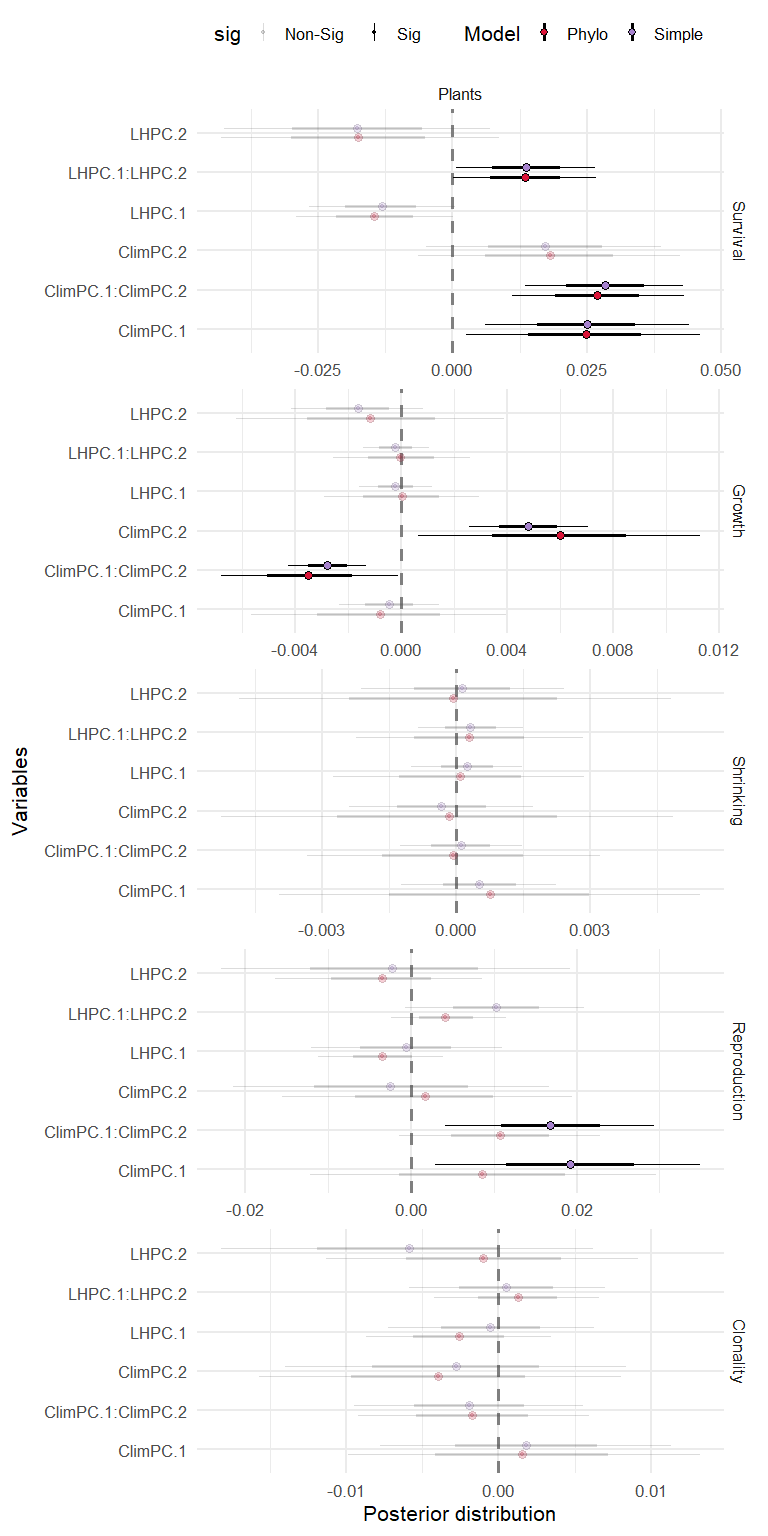 sig Non-Sig Sig Model Phylo Simple
Plants
LHPC.2
LHPC.1:LHPC.2
LHPC.1
ClimPC.2
ClimPC.1:ClimPC.2
ClimPC.1
Survival
-0.025 0.000 0.025 0.050
LHPC.2
LHPC.1:LHPC.2
LHPC.1
ClimPC.2
ClimPC.1:ClimPC.2
ClimPC.1
Growth
-0.004 0.000 0.004 0.008 0.012
Variables
LHPC.2
LHPC.1:LHPC.2
LHPC.1
ClimPC.2
ClimPC.1:ClimPC.2
ClimPC.1
Shrinking
-0.003 0.000 0.003
LHPC.2
LHPC.1:LHPC.2
LHPC.1
ClimPC.2
ClimPC.1:ClimPC.2
ClimPC.1
Reproduction
-0.02 0.00 0.02
LHPC.2
LHPC.1:LHPC.2
LHPC.1
ClimPC.2
ClimPC.1:ClimPC.2
ClimPC.1
Clonality
-0.01 0.00 0.01
Posterior distribution